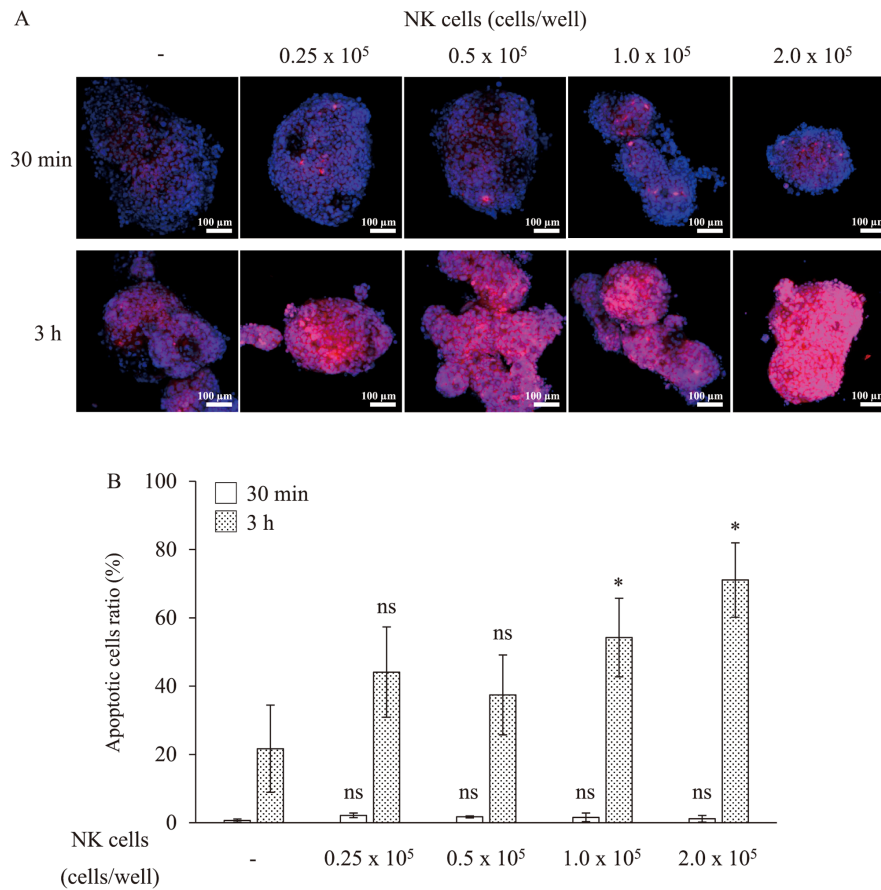 A
NK cells (cells/well)
- 0.25 x 10⁵ 0.5 x 10⁵ 1.0 x 10⁵ 2.0 x 10⁵
30 min
100 µm 100 µm 100 µm 100 µm 100 µm
3 h
100 µm 100 µm 100 µm 100 µm 100 µm
B
Apoptotic cells ratio (%)
100
80
60
40
20
0
30 min
3 h
ns ns * *
ns ns ns ns
NK cells
(cells/well)
- 0.25 x 10⁵ 0.5 x 10⁵ 1.0 x 10⁵ 2.0 x 10⁵